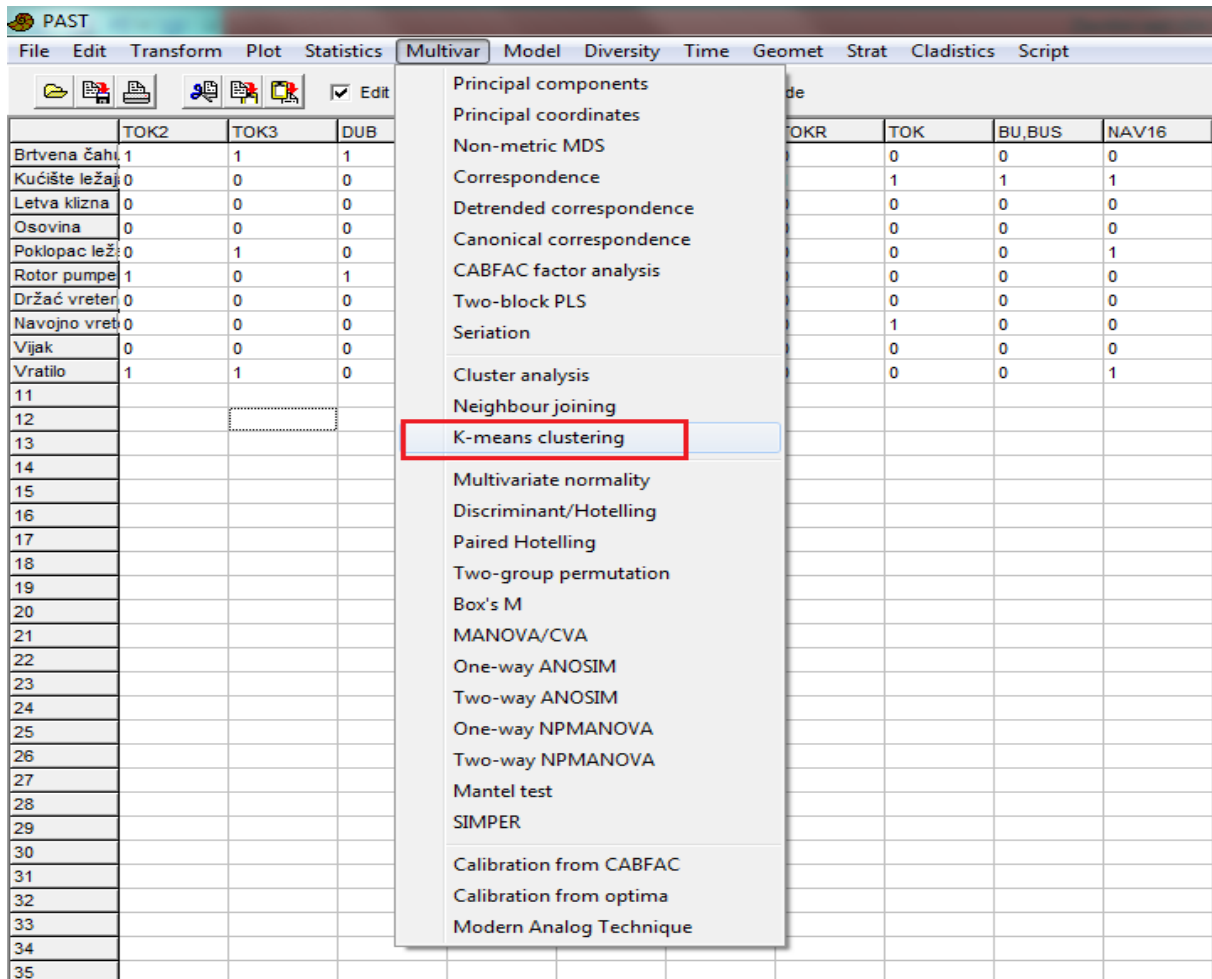 PAST
File Edit Transform Plot Statistics Multivar Model Diversity Time Geomet Strat Cladistics Script
Edit de
TOK2 TOK3 DUB TOK BU,BUS NAV16
Brtvena 1 1 1 0 0 0
Kućište 0 0 0 1 1 1
Letva klizna 0 0 0 0 0 0
Osovina 0 0 0 0 0 0
Poklopac 0 1 0 0 0 1
Rotor pumpe 1 0 1 0 0 0
Držać 0 0 0 0 0 0
Navojno 0 0 0 1 0 0
Vijak 0 0 0 0 0 0
Vratilo 1 1 0 0 0 1
11
12
13
14
15
16
17
18
19
20
21
22
23
24
25
26
27
28
29
30
31
32
33
34
35
Principal components
Principal coordinates
Non-metric MDS
Correspondence
Detrended correspondence
Canonical correspondence
CABFAC factor analysis
Two-block PLS
Seriation
Cluster analysis
Neighbour joining
K-means clustering
Multivariate normality
Discriminant/Hotelling
Paired Hotelling
Two-group permutation
Box's M
MANOVA/CVA
One-way ANOSIM
Two-way ANOSIM
One-way NPMANOVA
Two-way NPMANOVA
Mantel test
SIMPER
Calibration from CABFAC
Calibration from optima
Modern Analog Technique